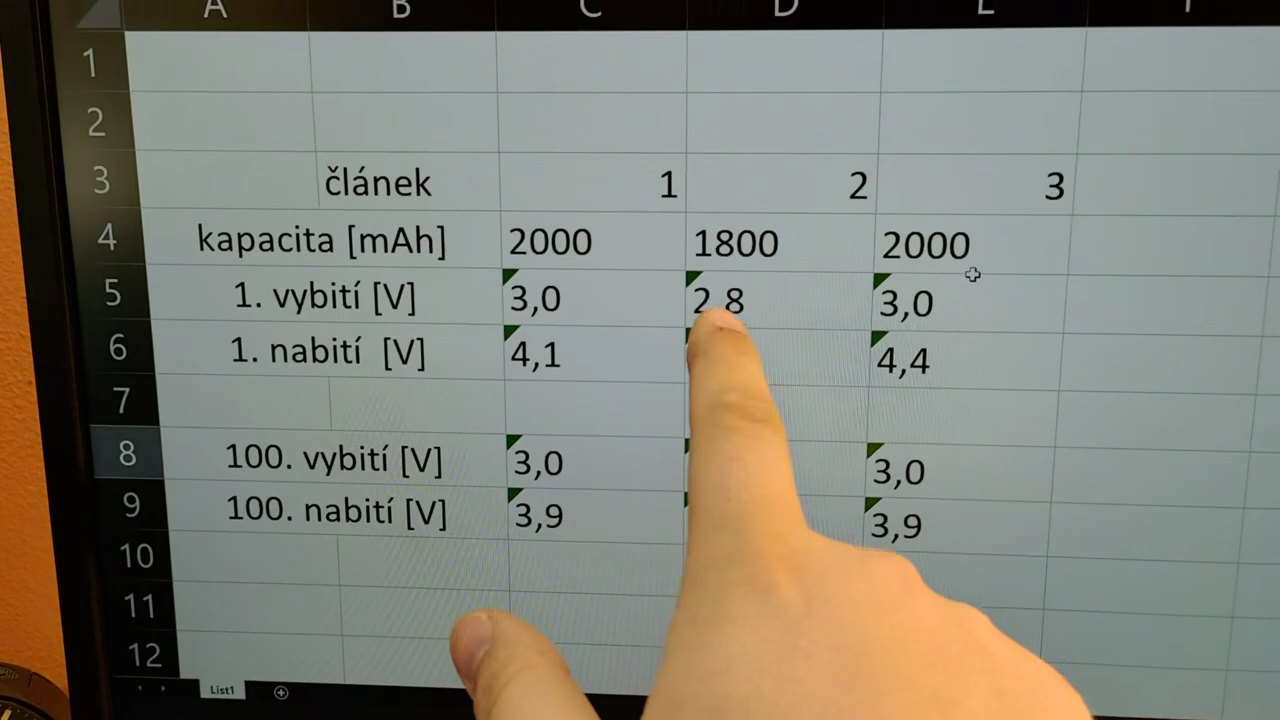 A B C D E F
1
2
3 článek 1 2 3
4 kapacita [mAh] 2000 1800 2000
5 1. vybití [V] 3,0 2 8 3,0
6 1. nabití [V] 4,1 4,4
7
8 100. vybití [V] 3,0 3,0
9 100. nabití [V] 3,9 3,9
10
11
12
List1